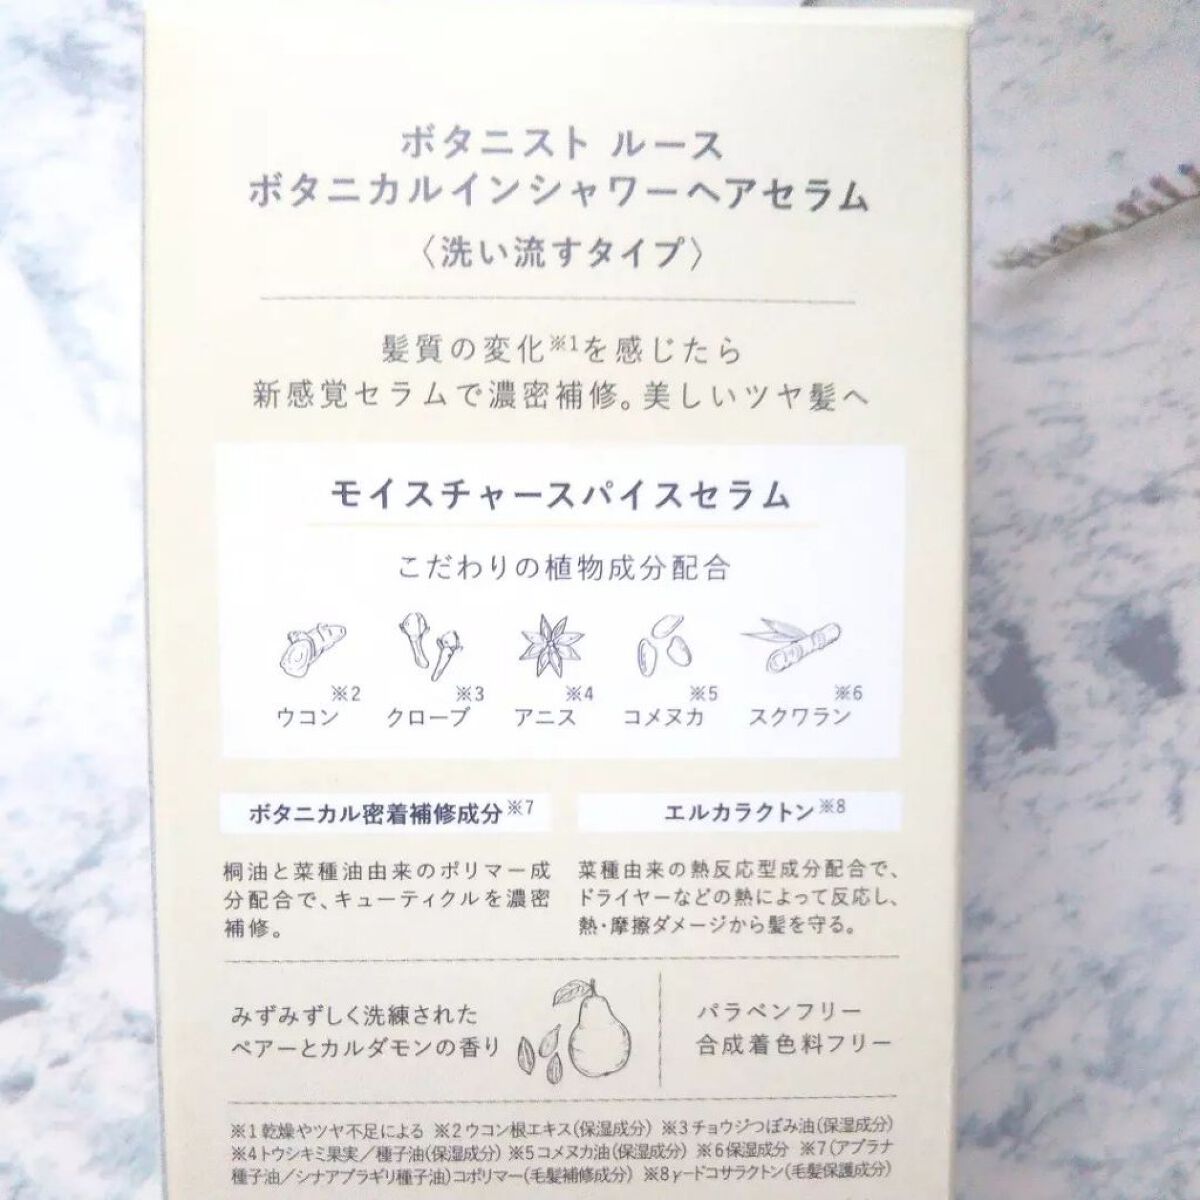 ボタニスト ルース
ボタニカルインシャワーヘアセラム
〈洗い流すタイプ〉
髪質の変化※1を感じたら
新感覚セラムで濃密補修。美しいツヤ髪へ
モイスチャースパイスセラム
こだわりの植物成分配合
※2 ※3 ※4 ※5 ※6
ウコン クローブ アニス コメヌカ スクワラン
ボタニカル密着補修成分※7
桐油と菜種油由来のポリマー成
分配合で、キューティクルを濃密
補修。
エルカラクトン※8
菜種由来の熱反応型成分配合で、
ドライヤーなどの熱によって反応し、
熱・摩擦ダメージから髪を守る。
みずみずしく洗練された
ペアーとカルダモンの香り
パラベンフリー
合成着色料フリー
※1乾燥やツヤ不足による ※2ウコン根エキス(保湿成分) ※3チョウジつぼみ油(保湿成分)
※4トウシキミ果実／種子油(保湿成分) ※5コメヌカ油(保湿成分) ※6保湿成分 ※7(アブラナ
種子油／シナアブラギリ種子油)コポリマー(毛髪補修成分) ※8γ-ドコサラクトン(毛髪保護成分)